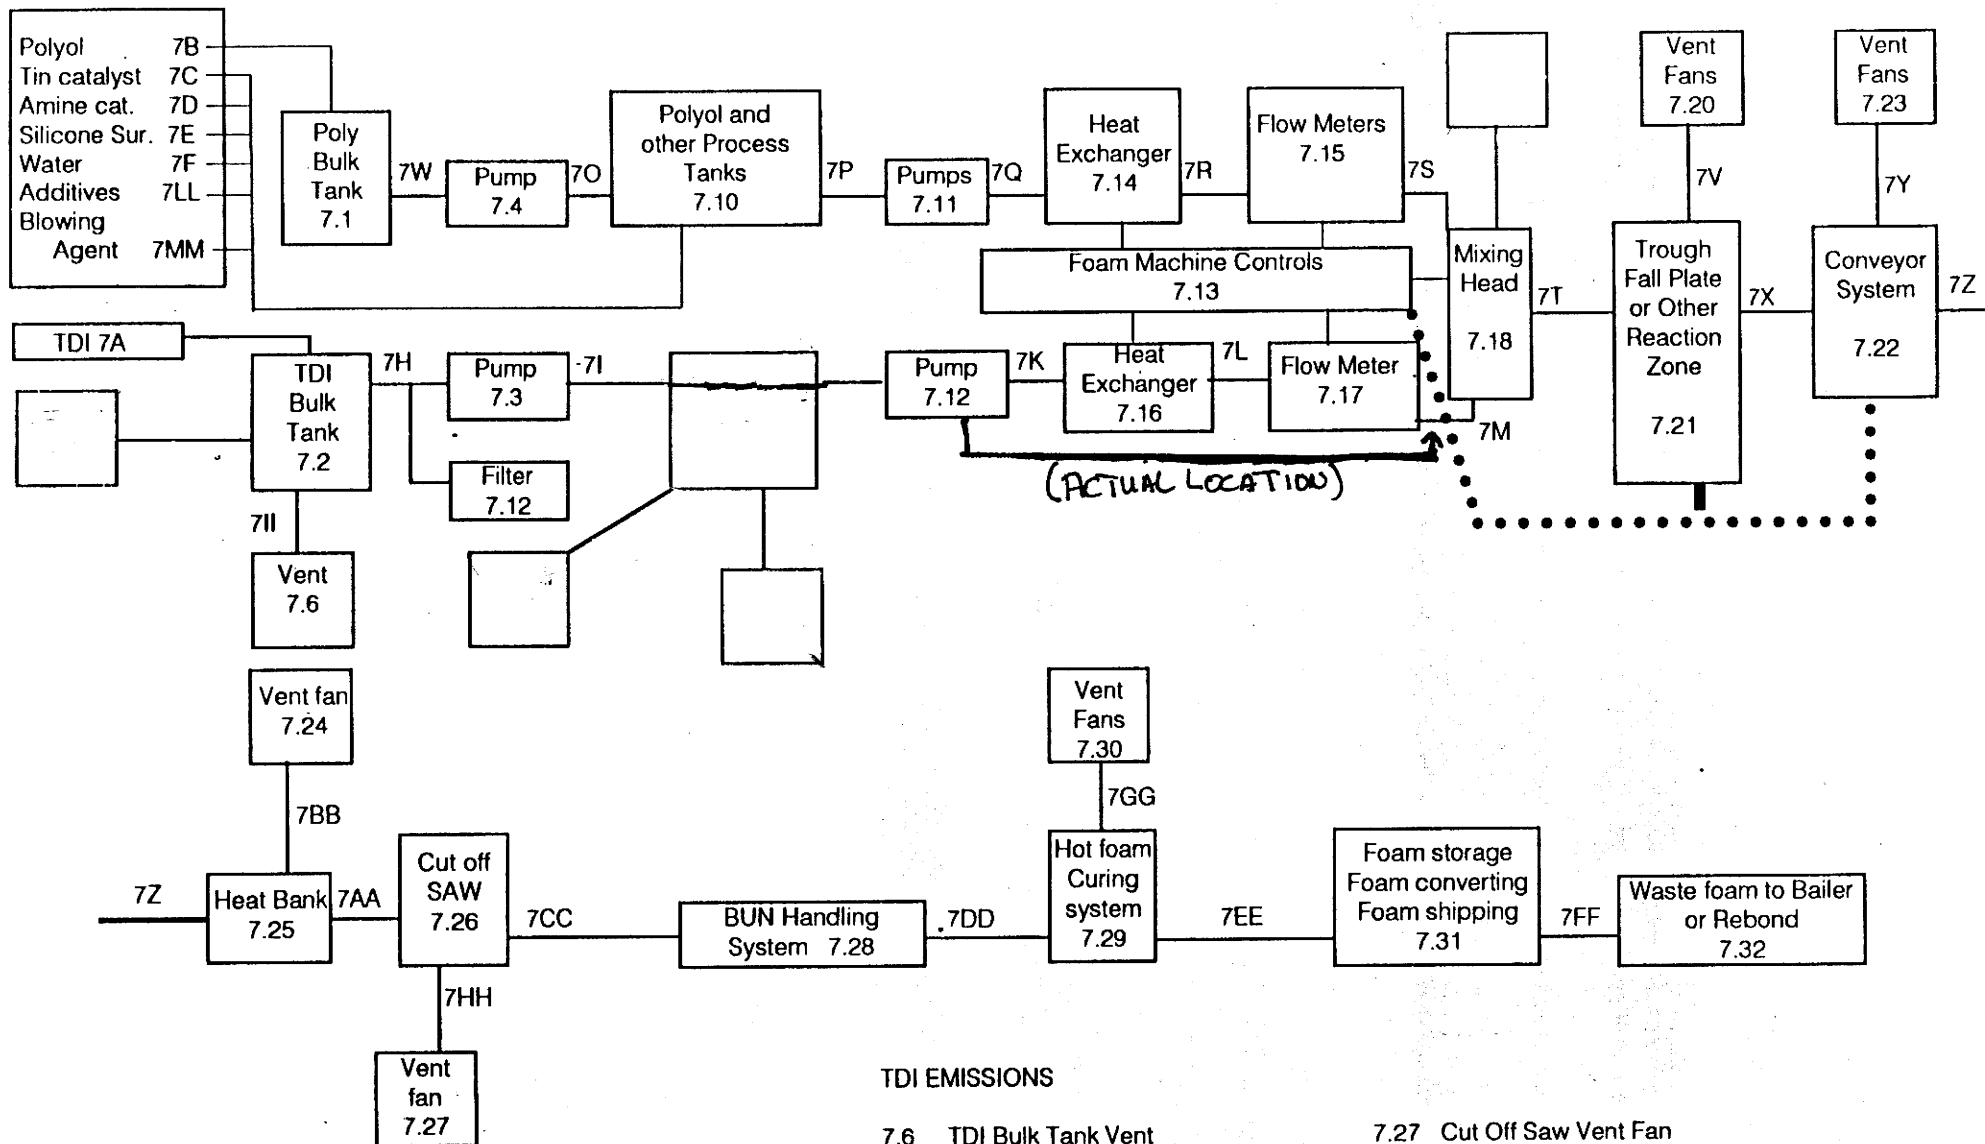 Polyol 7B
Tin catalyst 7C
Amine cat. 7D
Silicone Sur. 7E
Water 7F
Additives 7LL
Blowing
Agent 7MM
Poly
Bulk
Tank
7.1
7W
Pump
7.4
7O
Polyol and
other Process
Tanks
7.10
7P
Pumps
7.11
7Q
Heat
Exchanger
7.14
7R
Flow Meters
7.15
7S
Foam Machine Controls
7.13
Mixing
Head
7.18
7T
Vent
Fans
7.20
7V
Trough
Fall Plate
or Other
Reaction
Zone
7.21
7X
Vent
Fans
7.23
7Y
Conveyor
System
7.22
7Z
TDI 7A
TDI
Bulk
Tank
7.2
7H
Pump
7.3
7I
Filter
7.12
7II
Vent
7.6
Pump
7.12
7K
Heat
Exchanger
7.16
7L
Flow Meter
7.17
7M
(ACTUAL LOCATION)
Vent fan
7.24
7BB
7Z
Heat Bank
7.25
7AA
Cut off
SAW
7.26
7HH
Vent
fan
7.27
7CC
BUN Handling
System 7.28
7DD
Vent
Fans
7.30
7GG
Hot foam
Curing
system
7.29
7EE
Foam storage
Foam converting
Foam shipping
7.31
7FF
Waste foam to Bailer
or Rebond
7.32
TDI EMISSIONS
7.6 TDI Bulk Tank Vent
7.27 Cut Off Saw Vent Fan